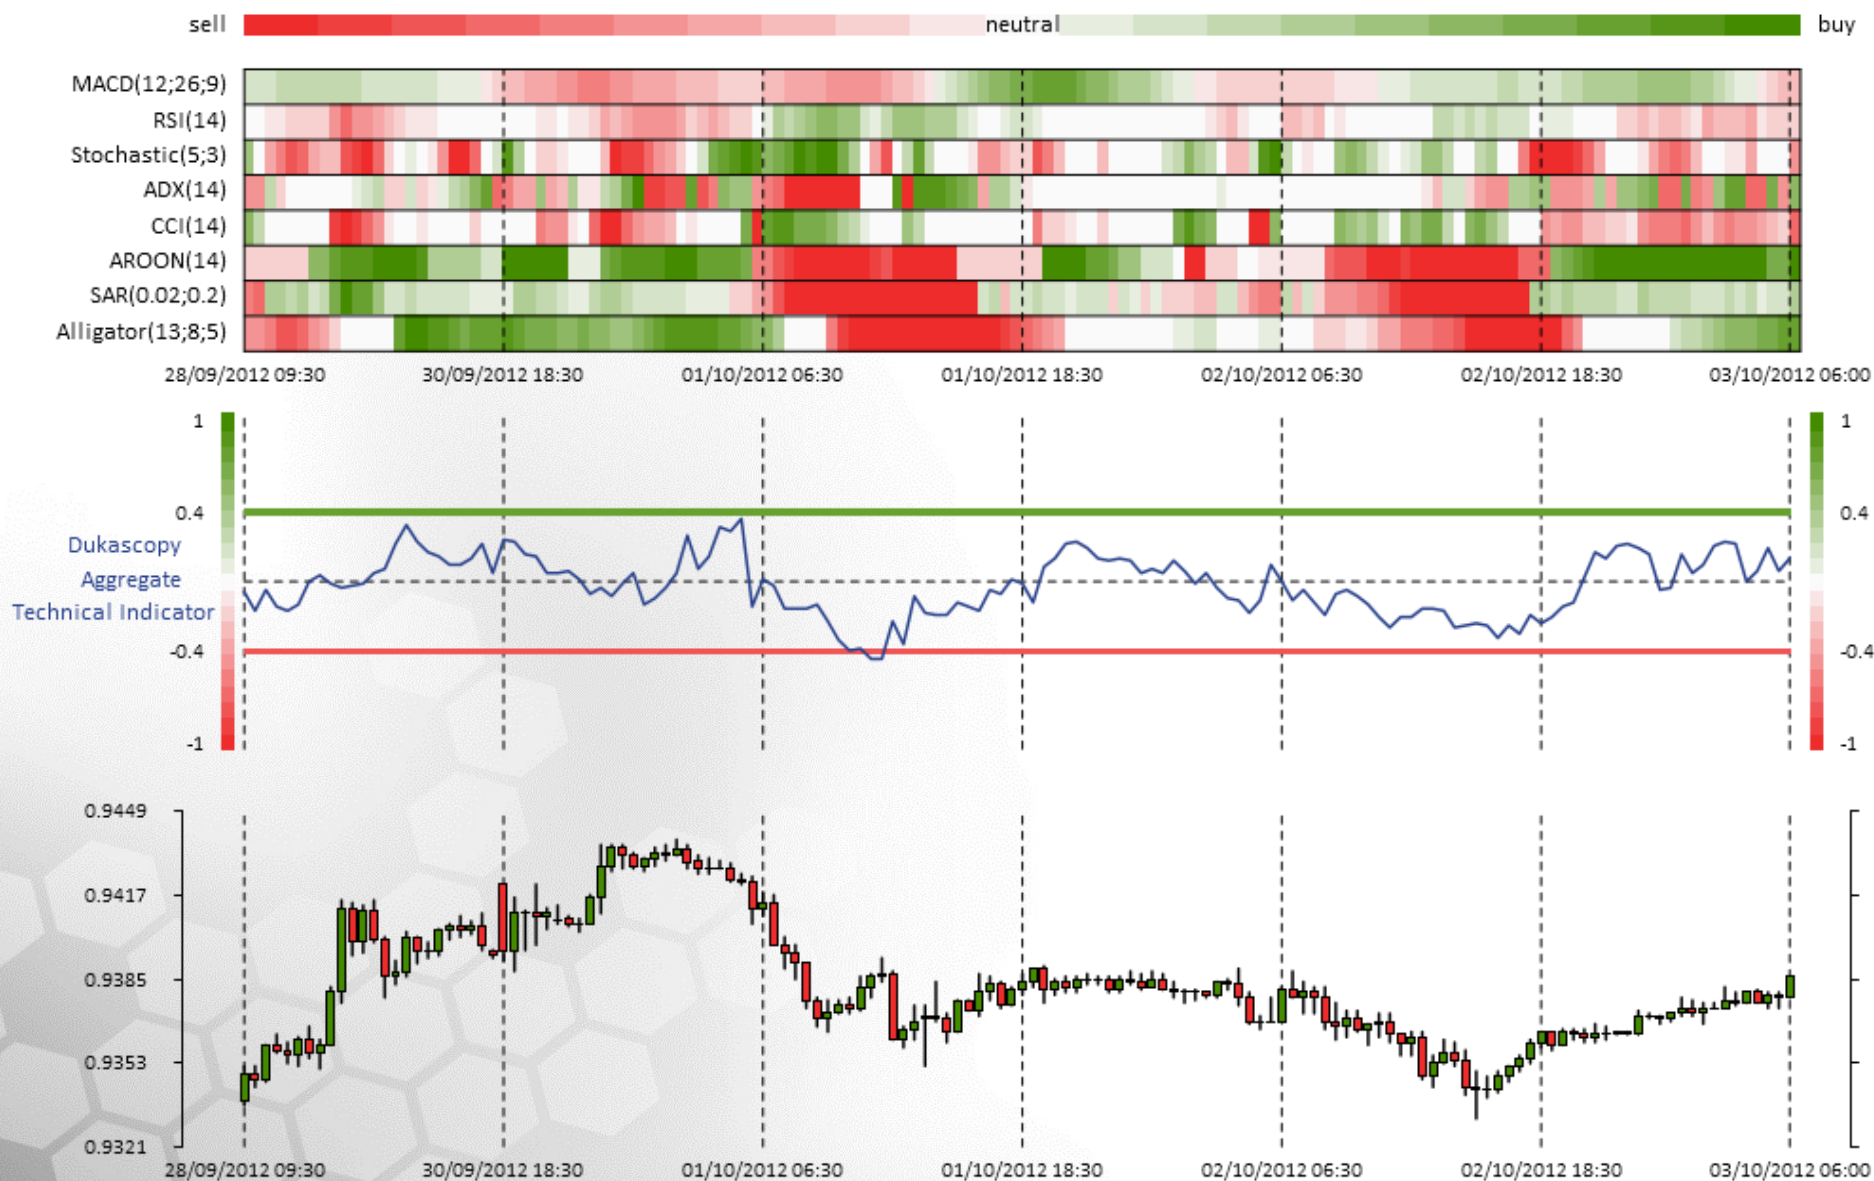 sell neutral buy
MACD(12;26;9)
RSI(14)
Stochastic(5;3)
ADX(14)
CCI(14)
AROON(14)
SAR(0.02;0.2)
Alligator(13;8;5)
28/09/2012 09:30 30/09/2012 18:30 01/10/2012 06:30 01/10/2012 18:30 02/10/2012 06:30 02/10/2012 18:30 03/10/2012 06:00
1 1
0.4 0.4
Dukascopy
Aggregate
Technical Indicator
-0.4 -0.4
-1 -1
0.9449
0.9417
0.9385
0.9353
0.9321
28/09/2012 09:30 30/09/2012 18:30 01/10/2012 06:30 01/10/2012 18:30 02/10/2012 06:30 02/10/2012 18:30 03/10/2012 06:00